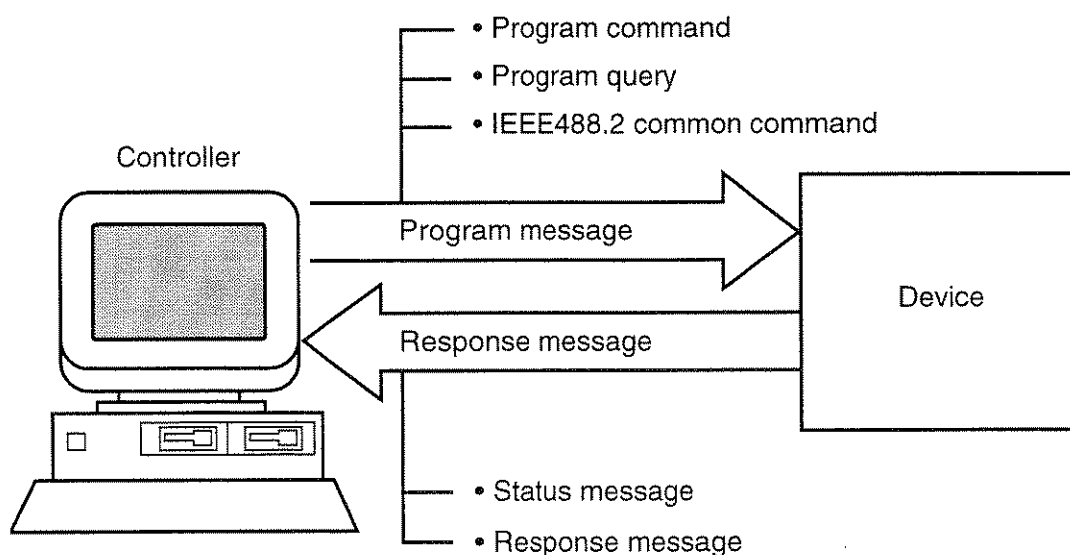 • Program command
• Program query
• IEEE488.2 common command
Controller
Program message
Device
Response message
• Status message
• Response message